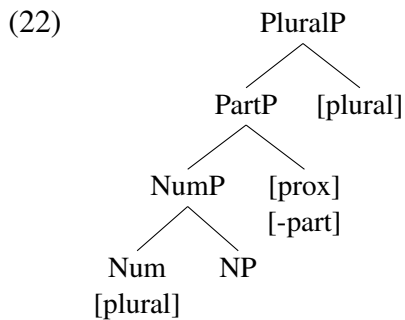 (22) PluralP
PartP [plural]
NumP [prox]
[-part]
Num NP
[plural]